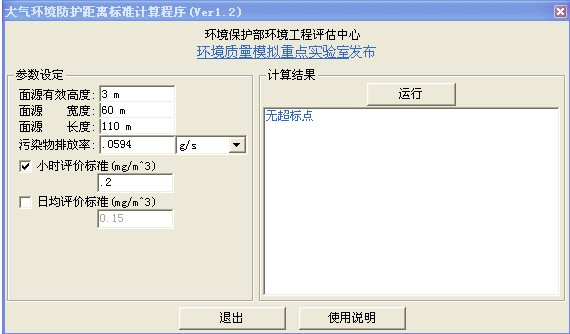 大气环境防护距离标准计算程序(Ver1.2)
环境保护部环境工程评估中心
环境质量模拟重点实验室发布
参数设定
面源有效高度: 3 m
面源 宽度: 60 m
面源 长度: 110 m
污染物排放率: .0594 g/s
小时评价标准(mg/m^3)
.2
日均评价标准(mg/m^3)
0.15
计算结果
运行
无超标点
退出 使用说明